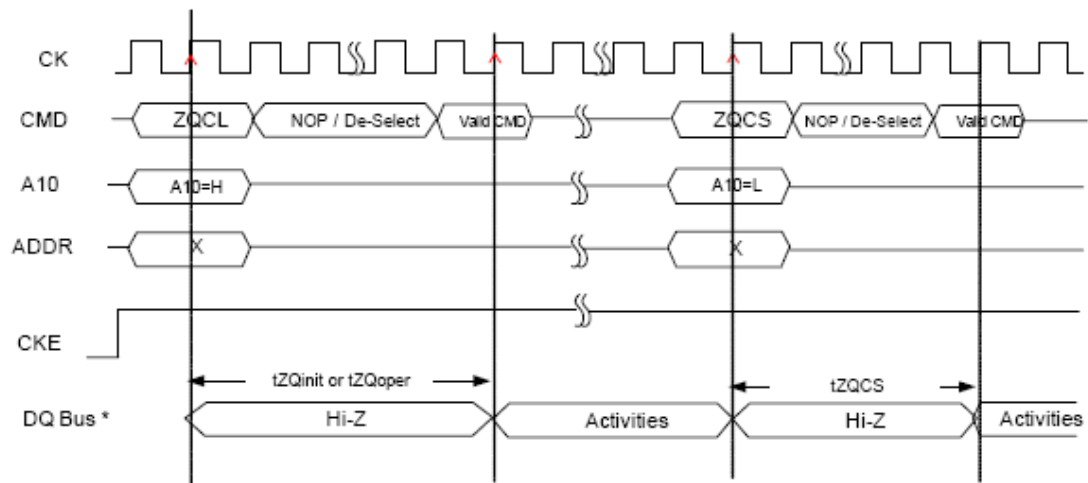 CK
CMD ZQCL NOP / De-Select Valid CMD ZQCS NOP / De-Select Valid CMD
A10 A10=H A10=L
ADDR X X
CKE
tZQinit or tZQoper tZQCS
DQ Bus * Hi-Z Activities Hi-Z Activities